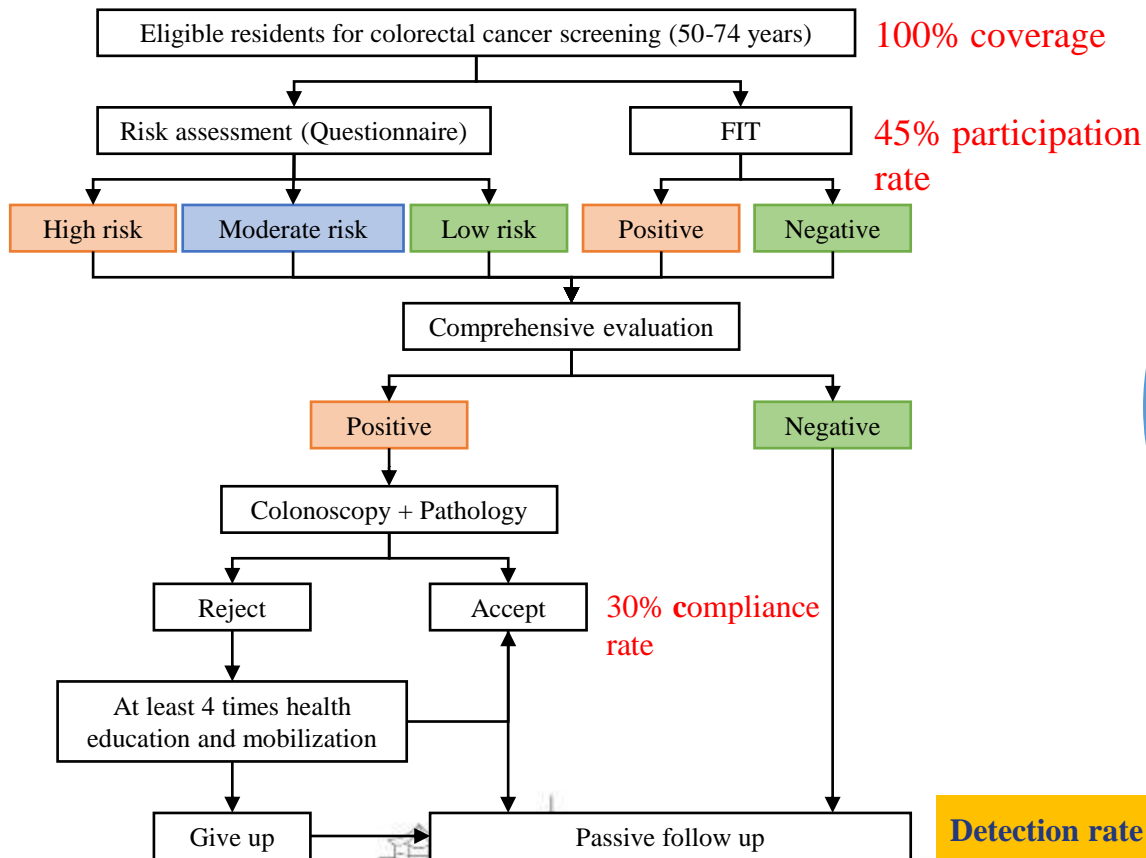 Eligible residents for colorectal cancer screening (50-74 years)
100% coverage
Risk assessment (Questionnaire)
FIT
45% participation
rate
High risk
Moderate risk
Low risk
Positive
Negative
Comprehensive evaluation
Positive
Negative
Colonoscopy + Pathology
Reject
Accept
30% compliance
rate
At least 4 times health
education and mobilization
Give up
Passive follow up
Detection rate